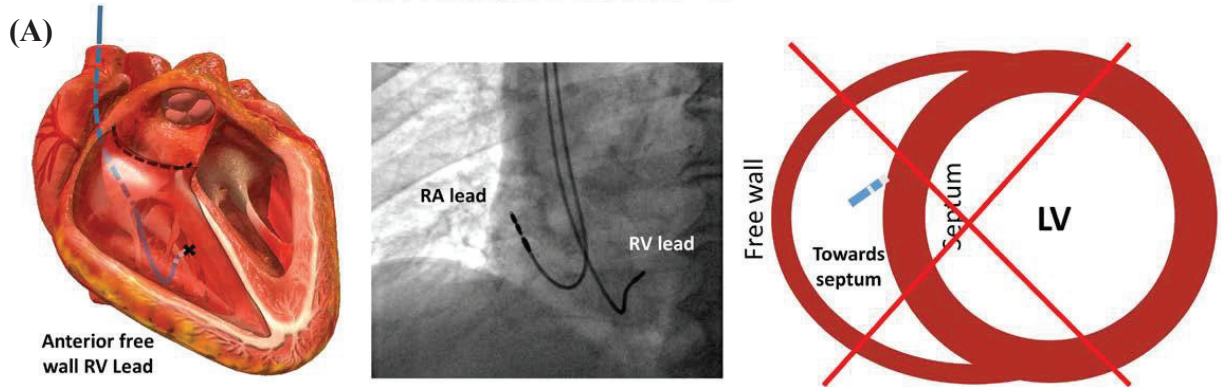 (A)
Anterior free
wall RV Lead
RA lead
RV lead
Free wall
Towards
septum
septum
LV